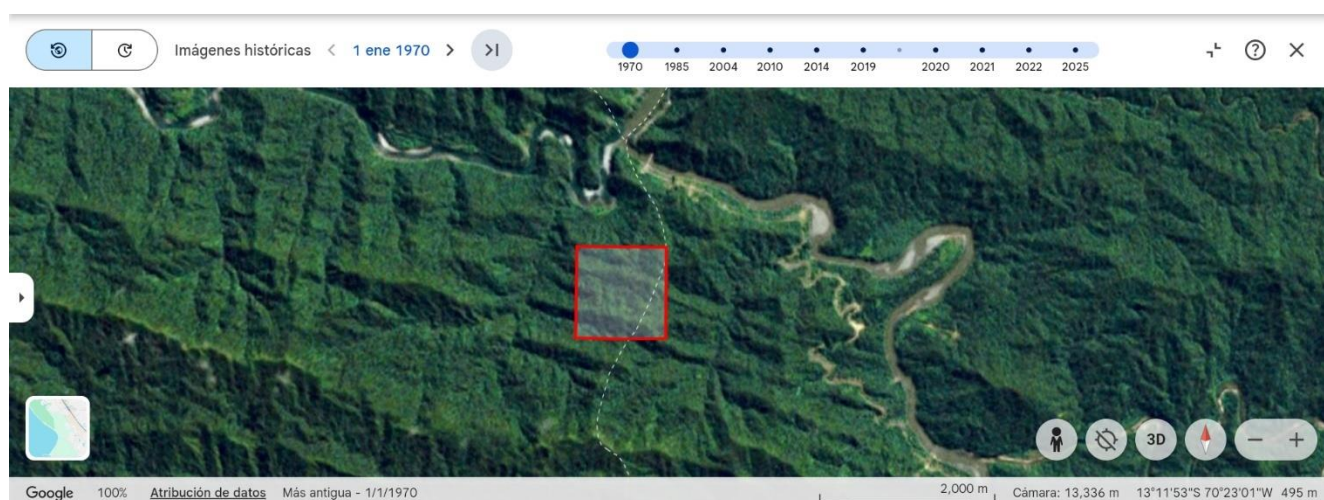 Imágenes históricas < 1 ene 1970 > >|
1970 1985 2004 2010 2014 2019 2020 2021 2022 2025
3D
Google 100% Atribución de datos Más antigua - 1/1/1970 2,000 m Cámara: 13,336 m 13°11'53"S 70°23'01"W 495 m